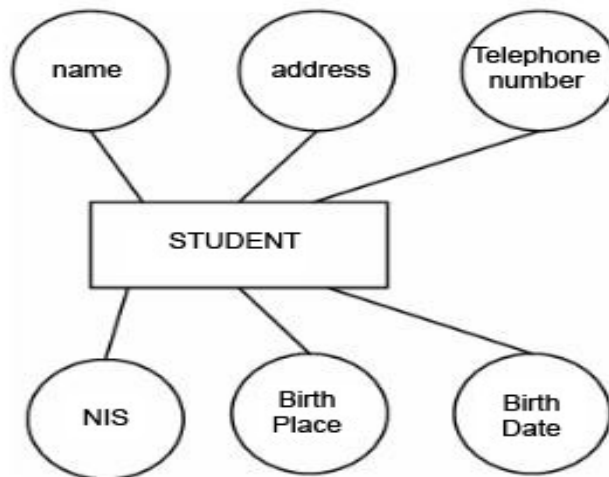 name
address
Telephone
number
STUDENT
NIS
Birth
Place
Birth
Date